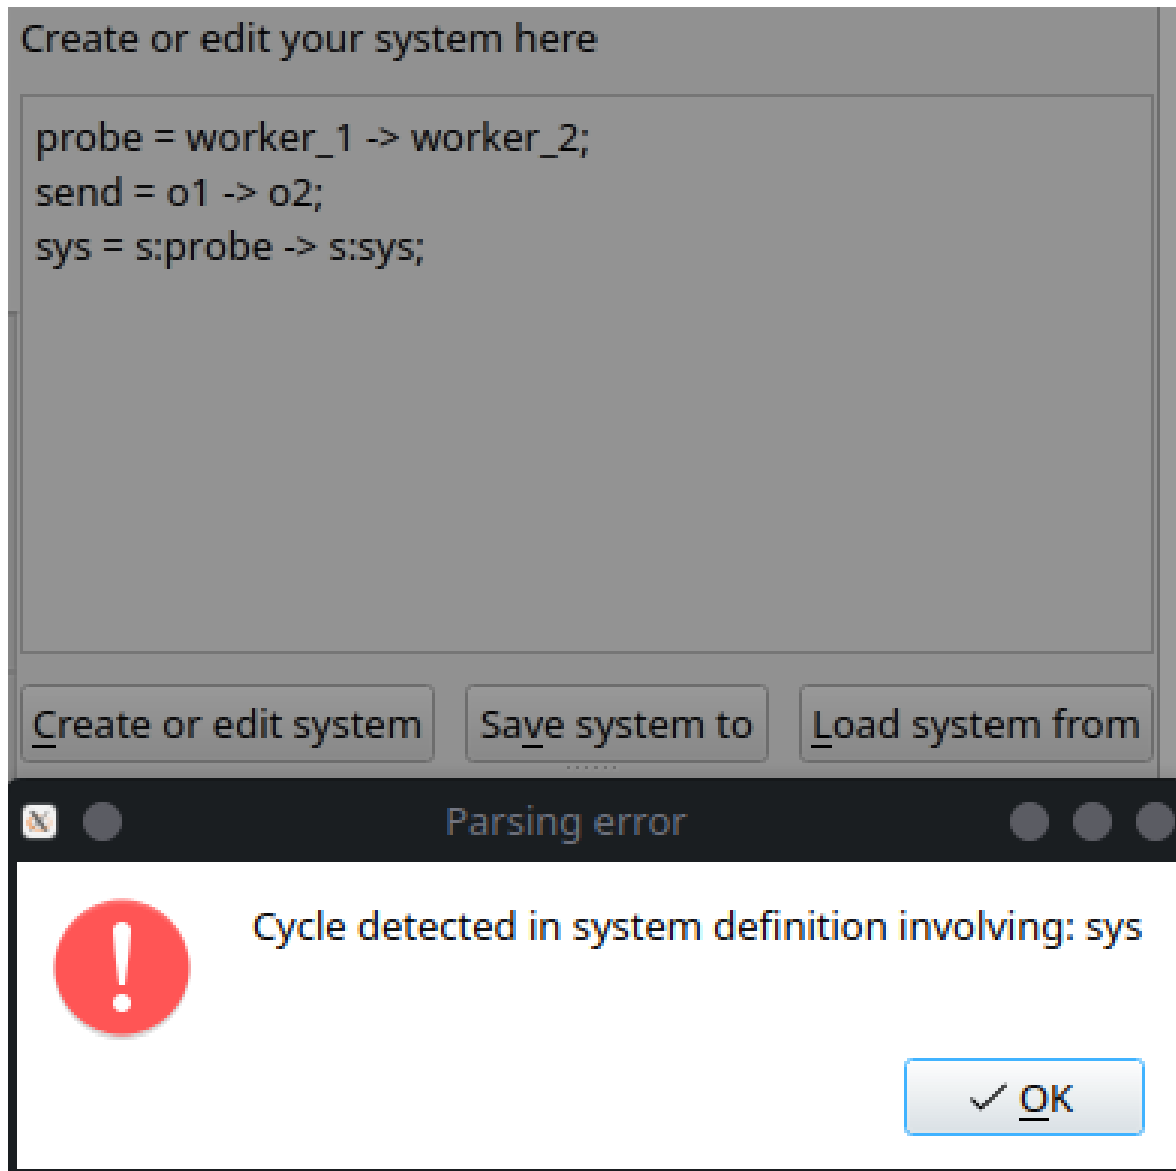 Create or edit your system here
probe = worker_1 -> worker_2;
send = o1 -> o2;
sys = s:probe -> s:sys;
Create or edit system
Save system to
Load system from
Parsing error
Cycle detected in system definition involving: sys
OK